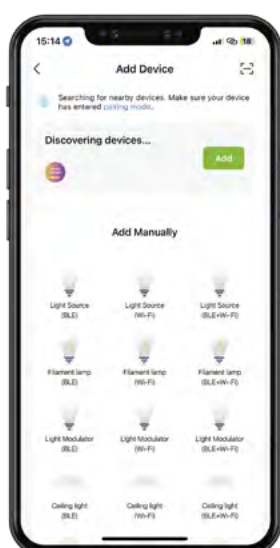 15:14
18
Add Device
Searching for nearby devices. Make sure your device
has entered pairing mode.
Discovering devices...
Add
Add Manually
Light Source
(BLE)
Light Source
(Wi-Fi)
Light Source
(BLE+Wi-Fi)
Filament lamp
(BLE)
Filament lamp
(Wi-Fi)
Filament lamp
(BLE+Wi-Fi)
Light Modulator
(BLE)
Light Modulator
(Wi-Fi)
Light Modulator
(BLE+Wi-Fi)
Ceiling light
(BLE)
Ceiling light
(Wi-Fi)
Ceiling light
(BLE+Wi-Fi)